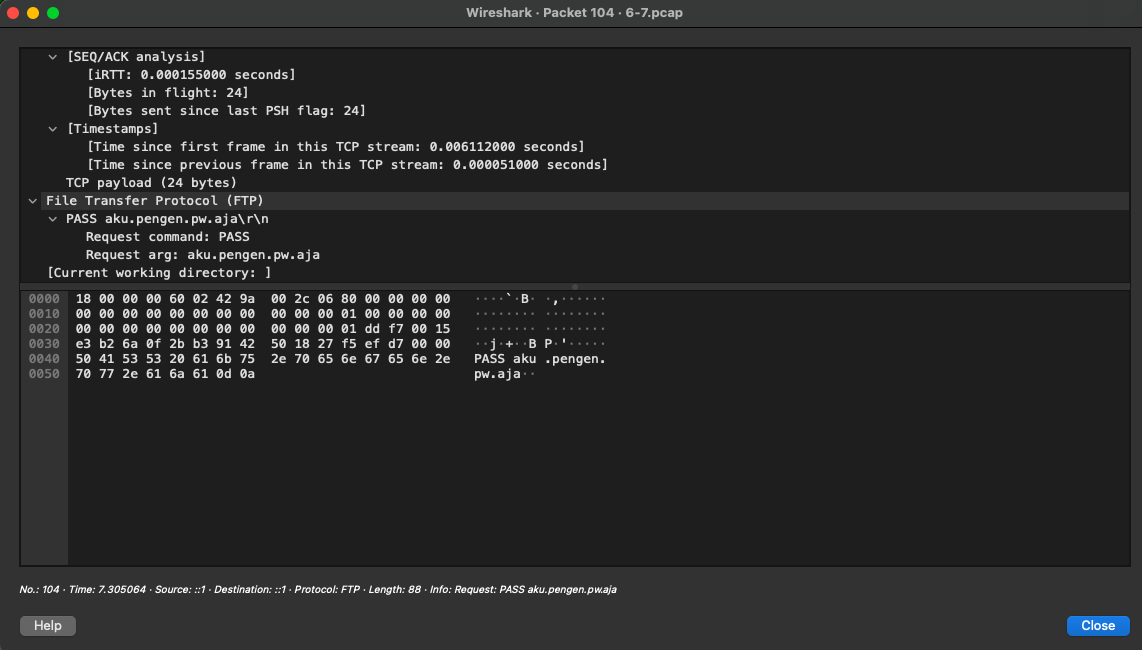 Wireshark · Packet 104 · 6-7.pcap
[SEQ/ACK analysis]
[iRTT: 0.000155000 seconds]
[Bytes in flight: 24]
[Bytes sent since last PSH flag: 24]
[Timestamps]
[Time since first frame in this TCP stream: 0.006112000 seconds]
[Time since previous frame in this TCP stream: 0.000051000 seconds]
TCP payload (24 bytes)
File Transfer Protocol (FTP)
PASS aku.pengen.pw.aja\r\n
Request command: PASS
Request arg: aku.pengen.pw.aja
[Current working directory: ]
0000 18 00 00 00 60 02 42 9a 00 2c 06 80 00 00 00 00 ····`·B· ·,······
0010 00 00 00 00 00 00 00 00 00 00 00 01 00 00 00 00 ········ ········
0020 00 00 00 00 00 00 00 00 00 00 00 01 dd f7 00 15 ········ ········
0030 e3 b2 6a 0f 2b b3 91 42 50 18 27 f5 ef d7 00 00 ··j·+··B P·'·····
0040 50 41 53 53 20 61 6b 75 2e 70 65 6e 67 65 6e 2e PASS aku .pengen.
0050 70 77 2e 61 6a 61 0d 0a pw.aja··
No.: 104 · Time: 7.305064 · Source: ::1 · Destination: ::1 · Protocol: FTP · Length: 88 · Info: Request: PASS aku.pengen.pw.aja
Help
Close